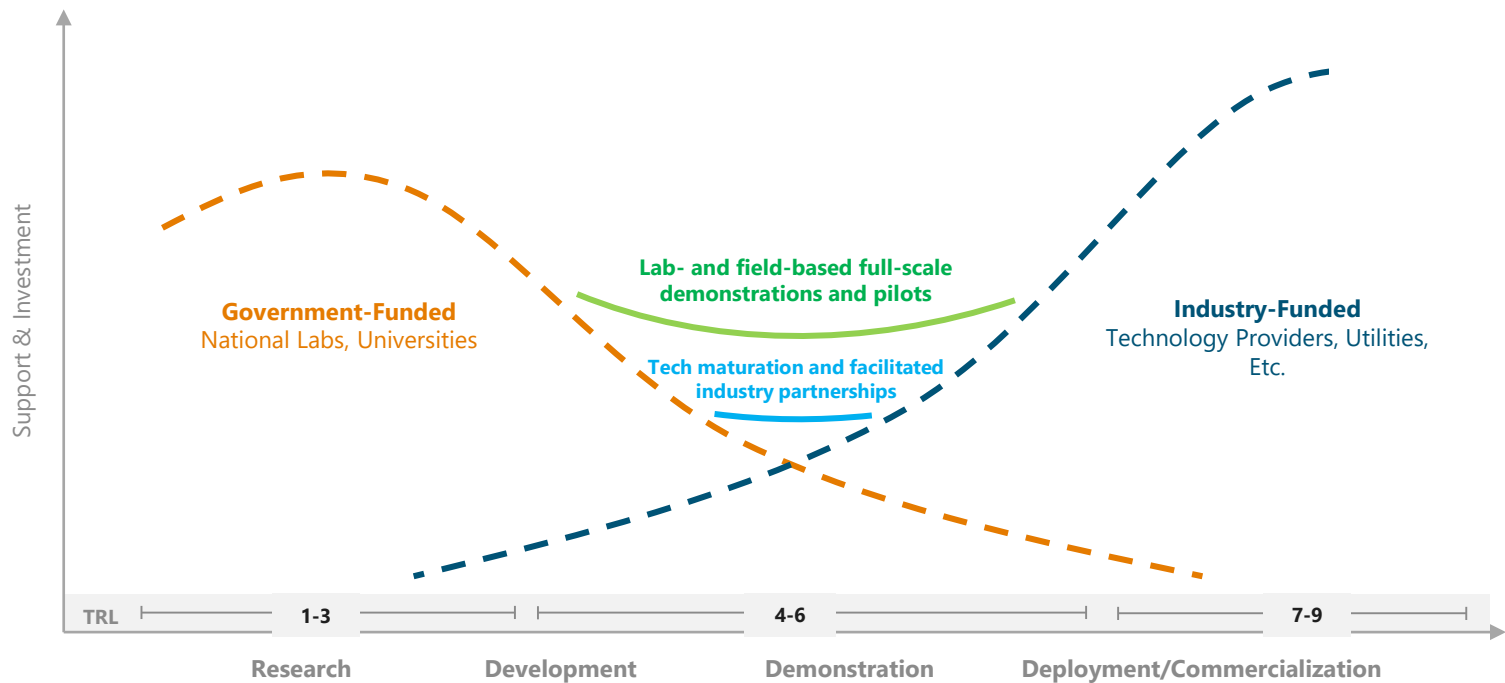 Support & Investment
Lab- and field-based full-scale
demonstrations and pilots
Government-Funded
National Labs, Universities
Industry-Funded
Technology Providers, Utilities,
Etc.
Tech maturation and facilitated
industry partnerships
TRL 1-3 4-6 7-9
Research Development Demonstration Deployment/Commercialization